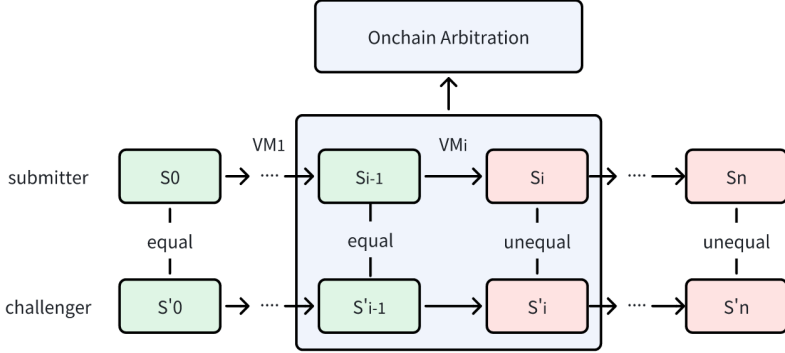 Onchain Arbitration
VM1 VMi
submitter S0 ···· Si-1 Si ···· Sn
equal equal unequal unequal
challenger S'0 ···· S'i-1 S'i ···· S'n